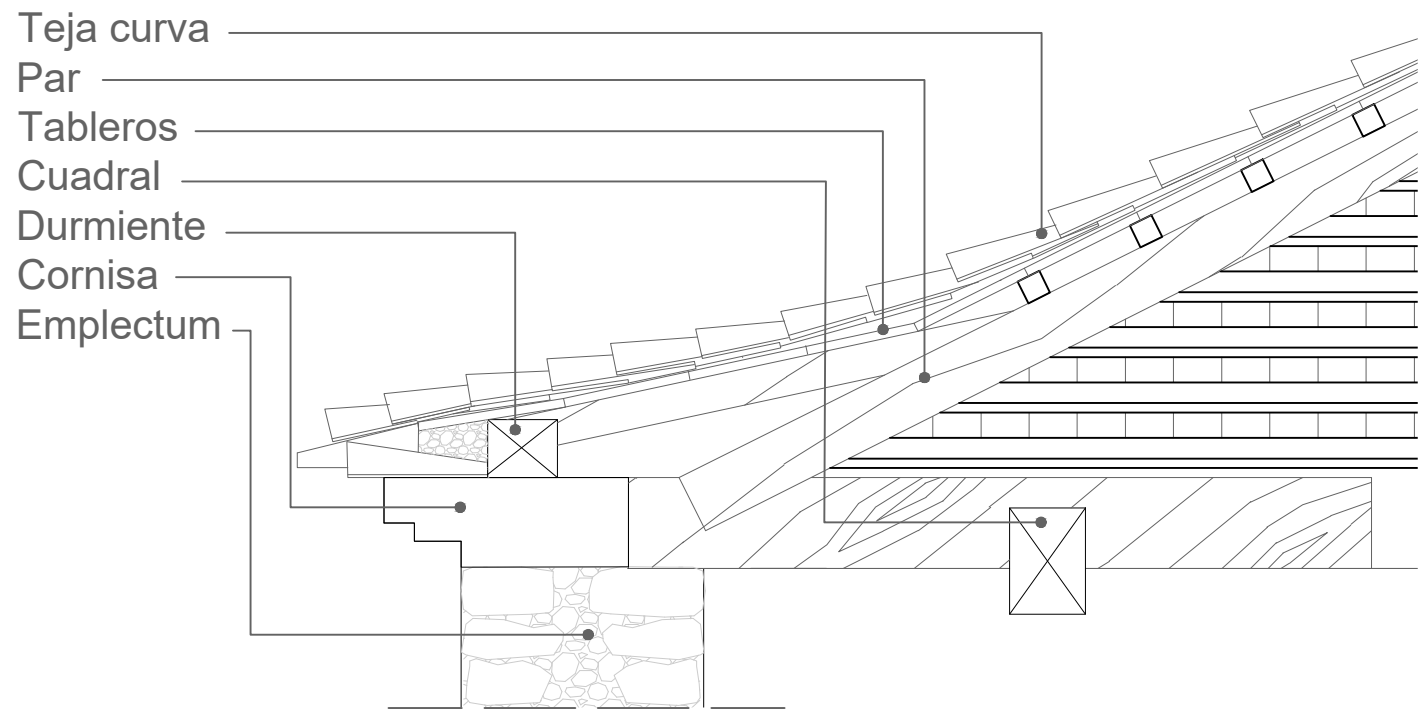 Teja curva
Par
Tableros
Cuadral
Durmiente
Cornisa
Emplectum